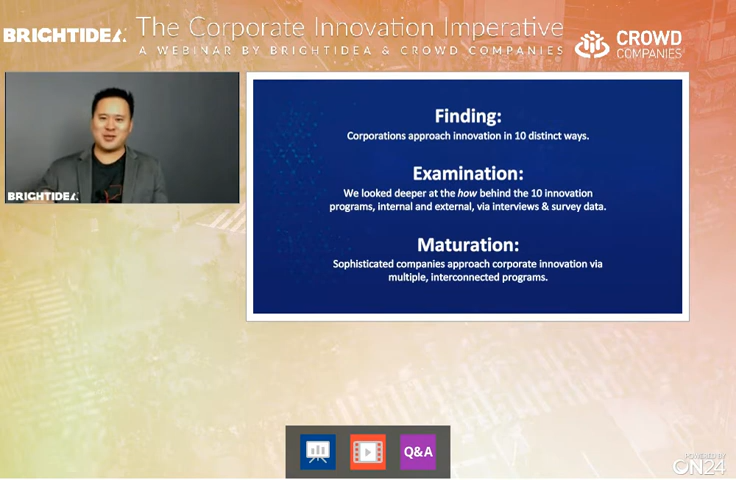 BRIGHTIDEA
The Corporate Innovation Imperative
A WEBINAR BY BRIGHTIDEA & CROWD COMPANIES
CROWD
COMPANIES
BRIGHTIDEA
Finding:
Corporations approach innovation in 10 distinct ways.
Examination:
We looked deeper at the how behind the 10 innovation
programs, internal and external, via interviews & survey data.
Maturation:
Sophisticated companies approach corporate innovation via
multiple, interconnected programs.
Q&A
POWERED BY
ON24